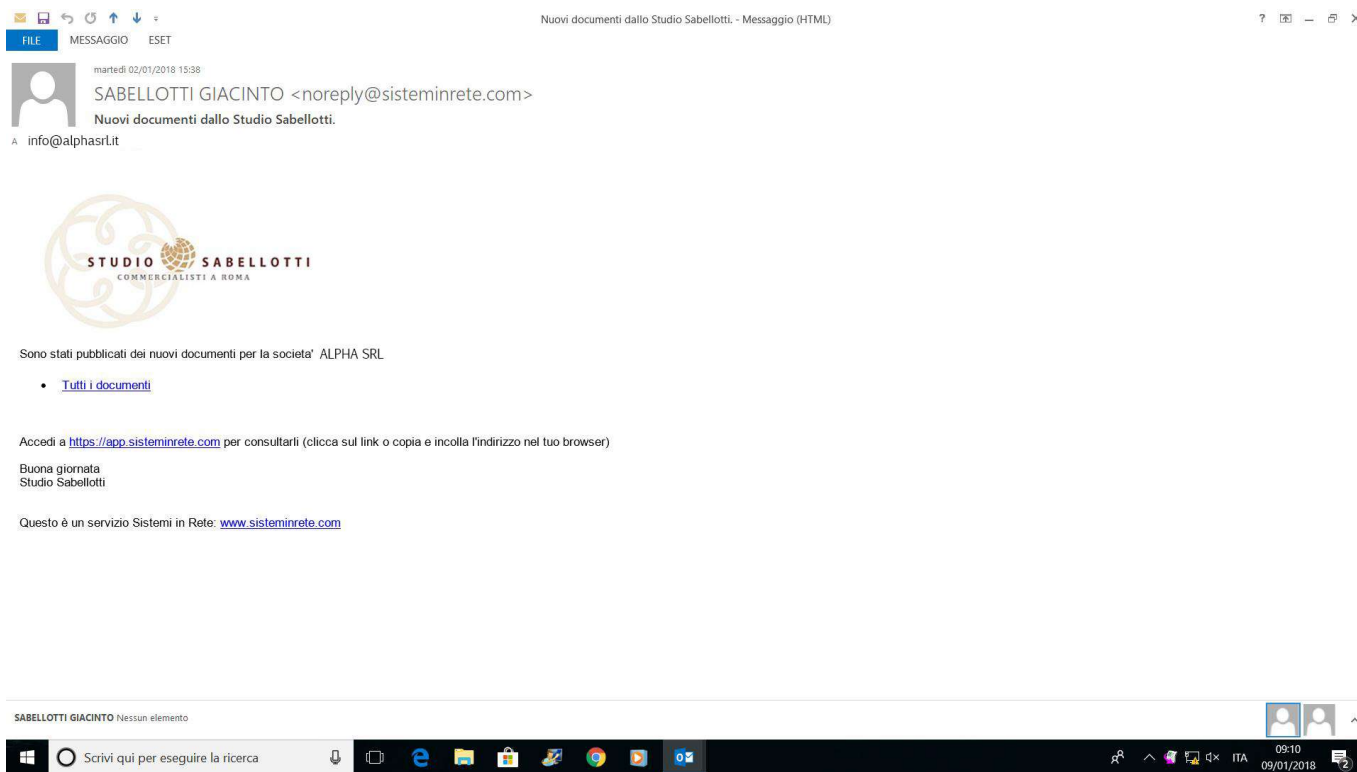 Nuovi documenti dallo Studio Sabellotti. - Messaggio (HTML)
FILE MESSAGGIO ESET
martedì 02/01/2018 15:38
SABELLOTTI GIACINTO <noreply@sisteminrete.com>
Nuovi documenti dallo Studio Sabellotti.
A info@alphasrl.it
STUDIO SABELLOTTI
COMMERCIALISTI A ROMA
Sono stati pubblicati dei nuovi documenti per la societa' ALPHA SRL
• Tutti i documenti
Accedi a https://app.sisteminrete.com per consultarli (clicca sul link o copia e incolla l'indirizzo nel tuo browser)
Buona giornata
Studio Sabellotti
Questo è un servizio Sistemi in Rete: www.sisteminrete.com
SABELLOTTI GIACINTO Nessun elemento
Scrivi qui per eseguire la ricerca
ITA
09:10
09/01/2018
2